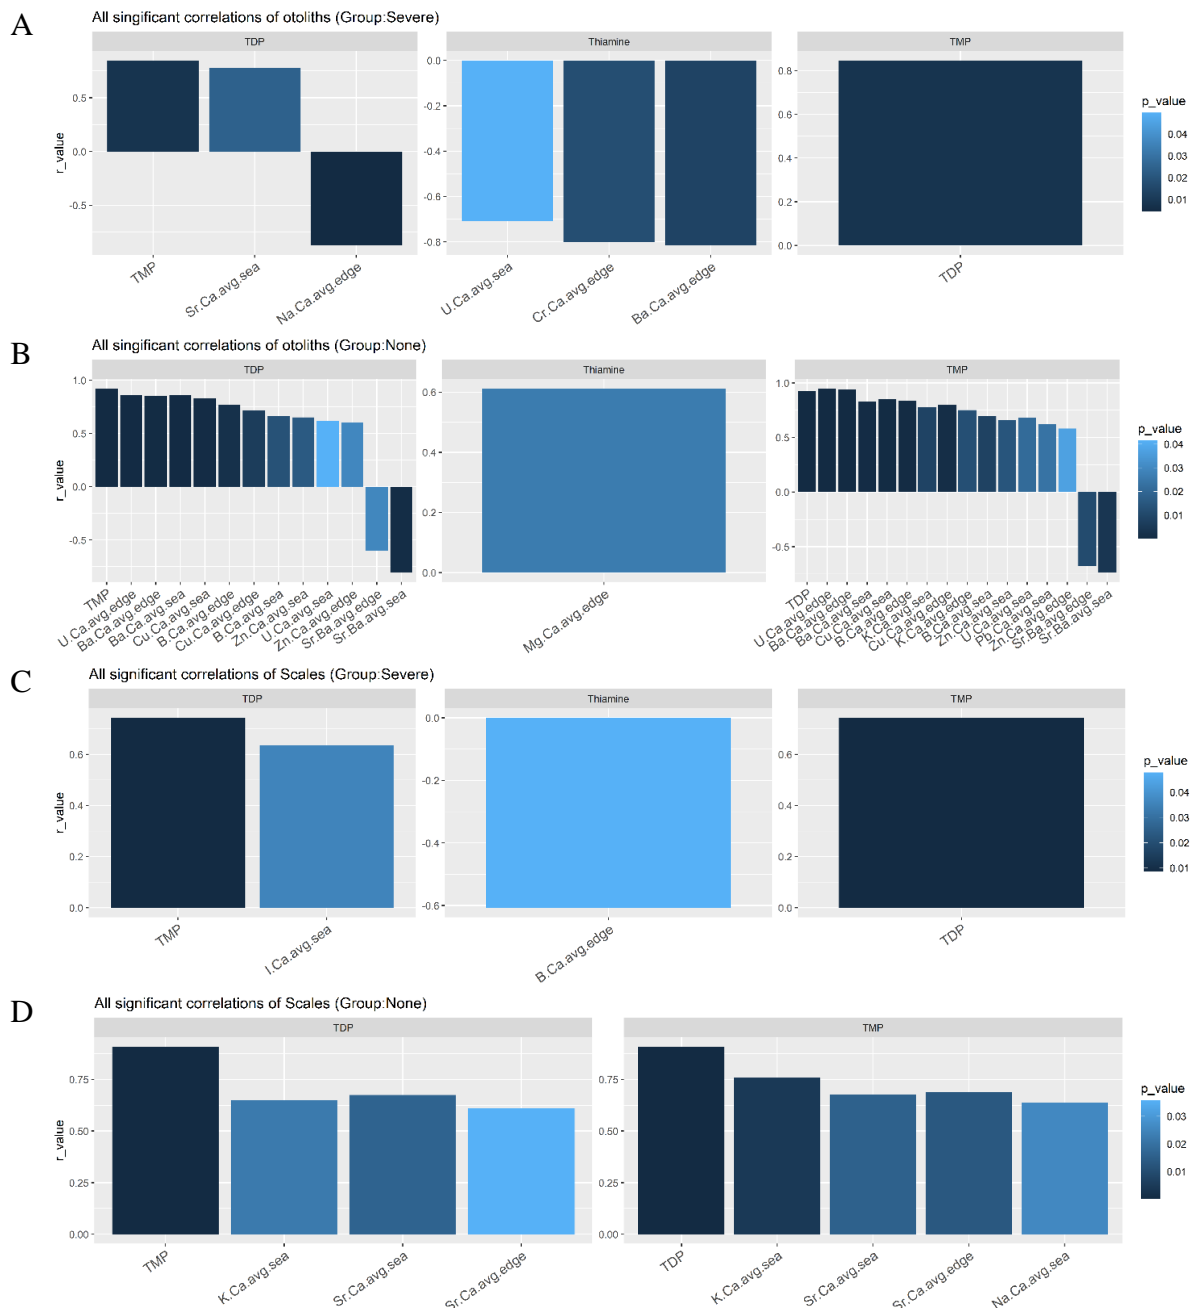 A
All singificant correlations of otoliths (Group:Severe)
TDP
Thiamine
TMP
r_value
0.5
0.0
-0.5
0.0
-0.2
-0.4
-0.6
-0.8
0.8
0.6
0.4
0.2
0.0
TMP
Sr.Ca.avg.sea
Na.Ca.avg.edge
U.Ca.avg.sea
Cr.Ca.avg.edge
Ba.Ca.avg.edge
TDP
p_value
0.04
0.03
0.02
0.01
B
All singificant correlations of otoliths (Group:None)
TDP
Thiamine
TMP
r_value
1.0
0.5
0.0
-0.5
0.6
0.4
0.2
0.0
1.0
0.5
0.0
-0.5
TMP
U.Ca.avg.edge
Ba.Ca.avg.edge
Ba.Ca.avg.sea
Cu.Ca.avg.sea
B.Ca.avg.edge
Cu.Ca.avg.edge
B.Ca.avg.sea
Zn.Ca.avg.sea
U.Ca.avg.sea
Zn.Ca.avg.edge
Sr.Ba.avg.edge
Sr.Ba.avg.sea
Mg.Ca.avg.edge
TDP
U.Ca.avg.edge
Ba.Ca.avg.edge
Ba.Ca.avg.sea
Cu.Ca.avg.sea
B.Ca.avg.edge
K.Ca.avg.sea
Cu.Ca.avg.edge
K.Ca.avg.edge
B.Ca.avg.sea
Zn.Ca.avg.sea
U.Ca.avg.sea
Pb.Ca.avg.sea
Zn.Ca.avg.edge
Sr.Ba.avg.edge
Sr.Ba.avg.sea
p_value
0.04
0.03
0.02
0.01
C
All significant correlations of Scales (Group:Severe)
TDP
Thiamine
TMP
r_value
0.6
0.4
0.2
0.0
0.0
-0.2
-0.4
-0.6
0.6
0.4
0.2
0.0
TMP
I.Ca.avg.sea
B.Ca.avg.edge
TDP
p_value
0.04
0.03
0.02
0.01
D
All significant correlations of Scales (Group:None)
TDP
TMP
r_value
0.75
0.50
0.25
0.00
0.75
0.50
0.25
0.00
TMP
K.Ca.avg.sea
Sr.Ca.avg.sea
Sr.Ca.avg.edge
TDP
K.Ca.avg.sea
Sr.Ca.avg.sea
Sr.Ca.avg.edge
Na.Ca.avg.sea
p_value
0.03
0.02
0.01